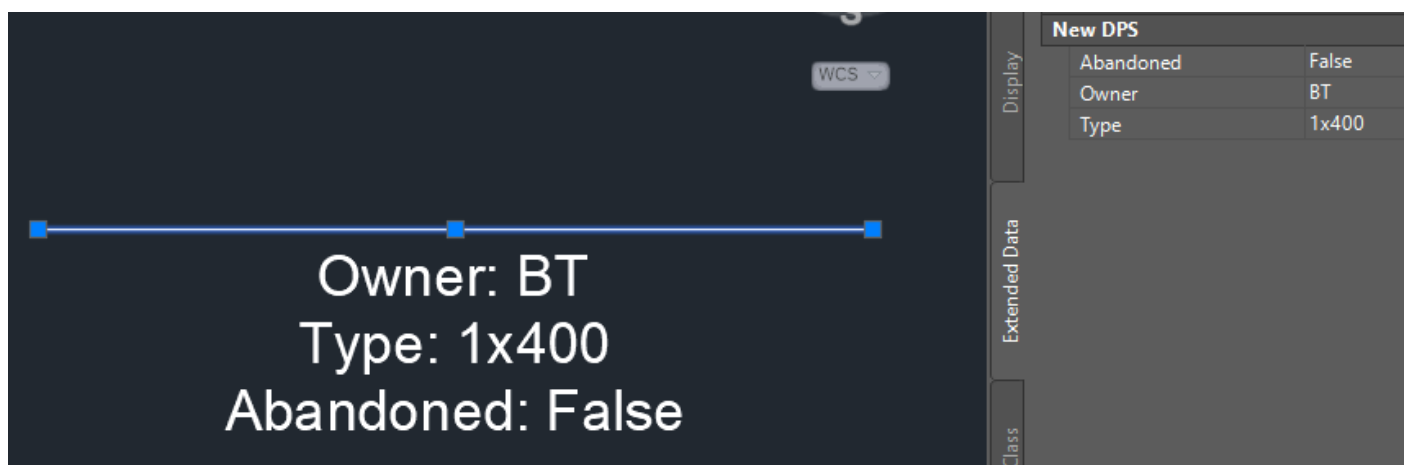 S
WCS
Owner: BT
Type: 1x400
Abandoned: False
Display
Extended Data
Class
New DPS
Abandoned False
Owner BT
Type 1x400